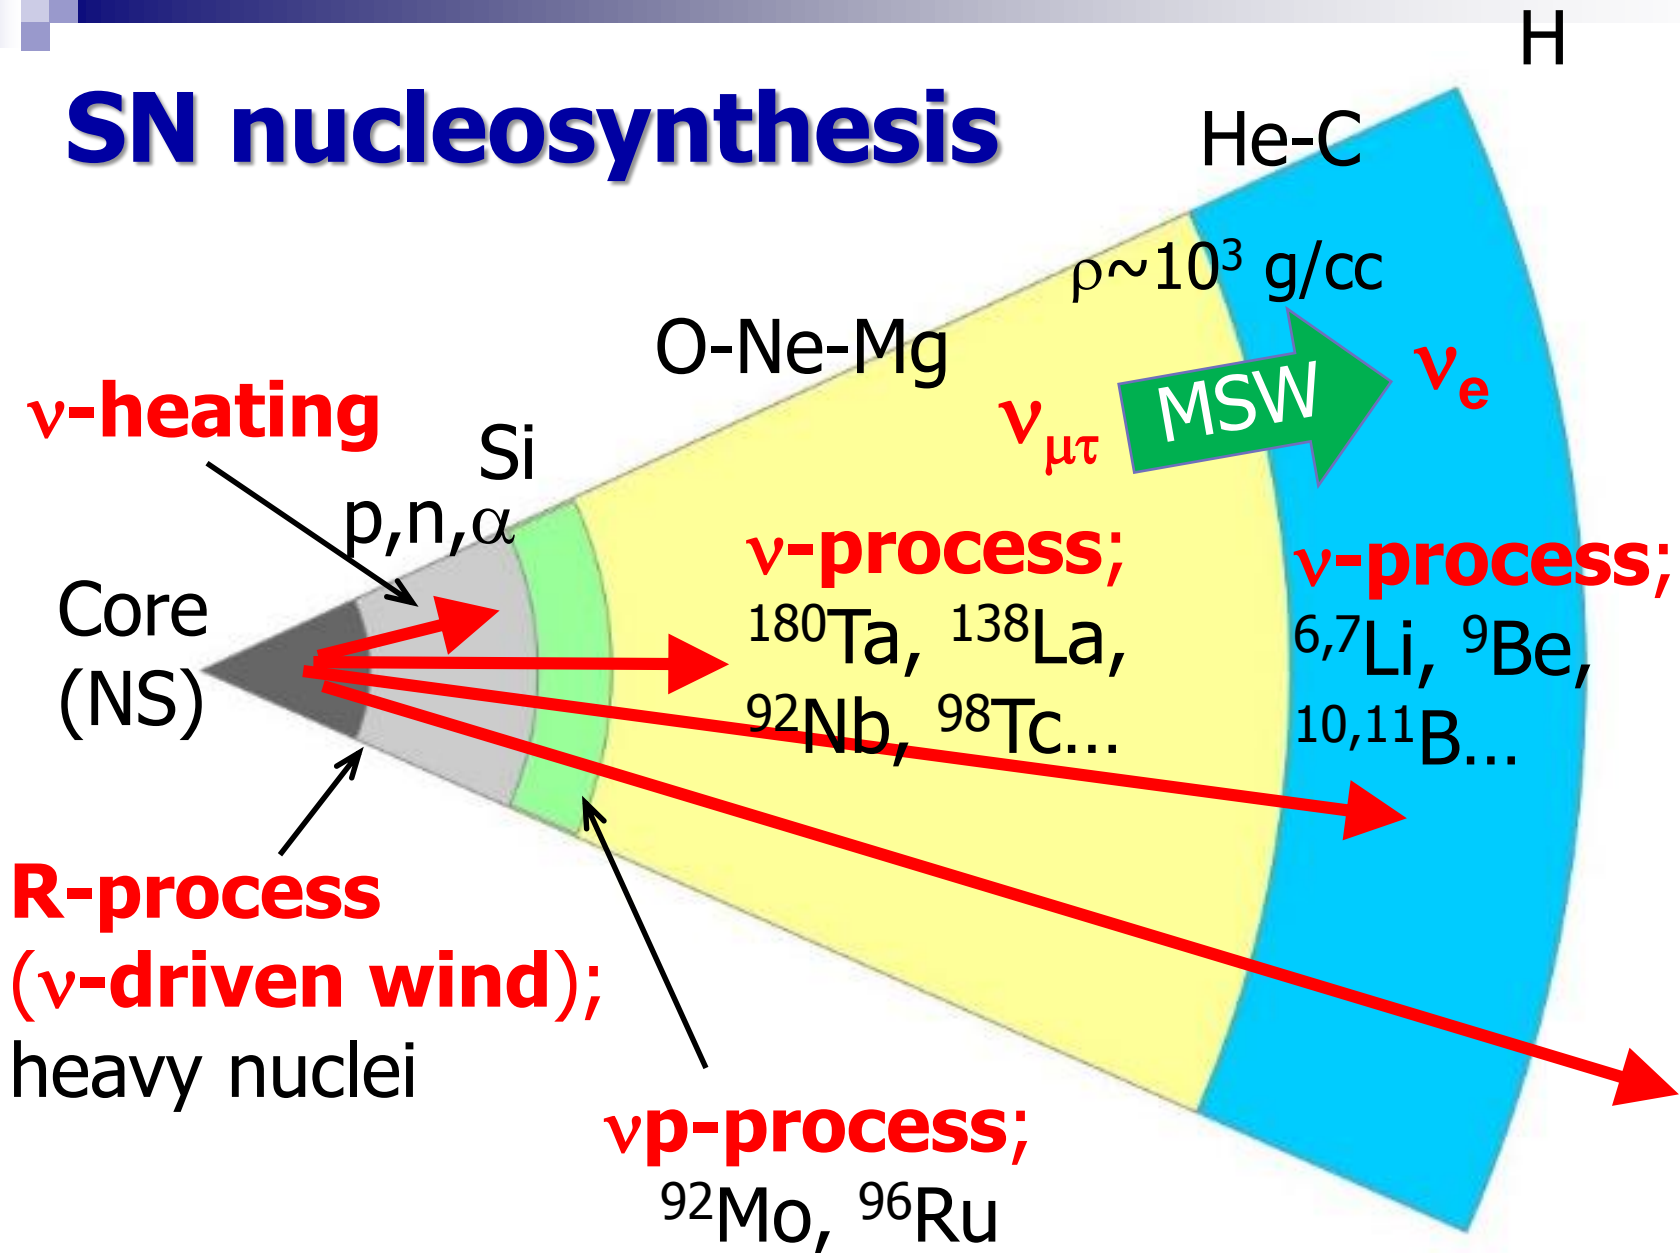 H
SN nucleosynthesis
He-C
ρ~10³ g/cc
O-Ne-Mg
MSW
νe
νμτ
ν-heating
Si
p,n,α
Core
(NS)
ν-process;
¹⁸⁰Ta, ¹³⁸La,
⁹²Nb, ⁹⁸Tc...
ν-process;
⁶,⁷Li, ⁹Be,
¹⁰,¹¹B...
R-process
(ν-driven wind);
heavy nuclei
νp-process;
⁹²Mo, ⁹⁶Ru